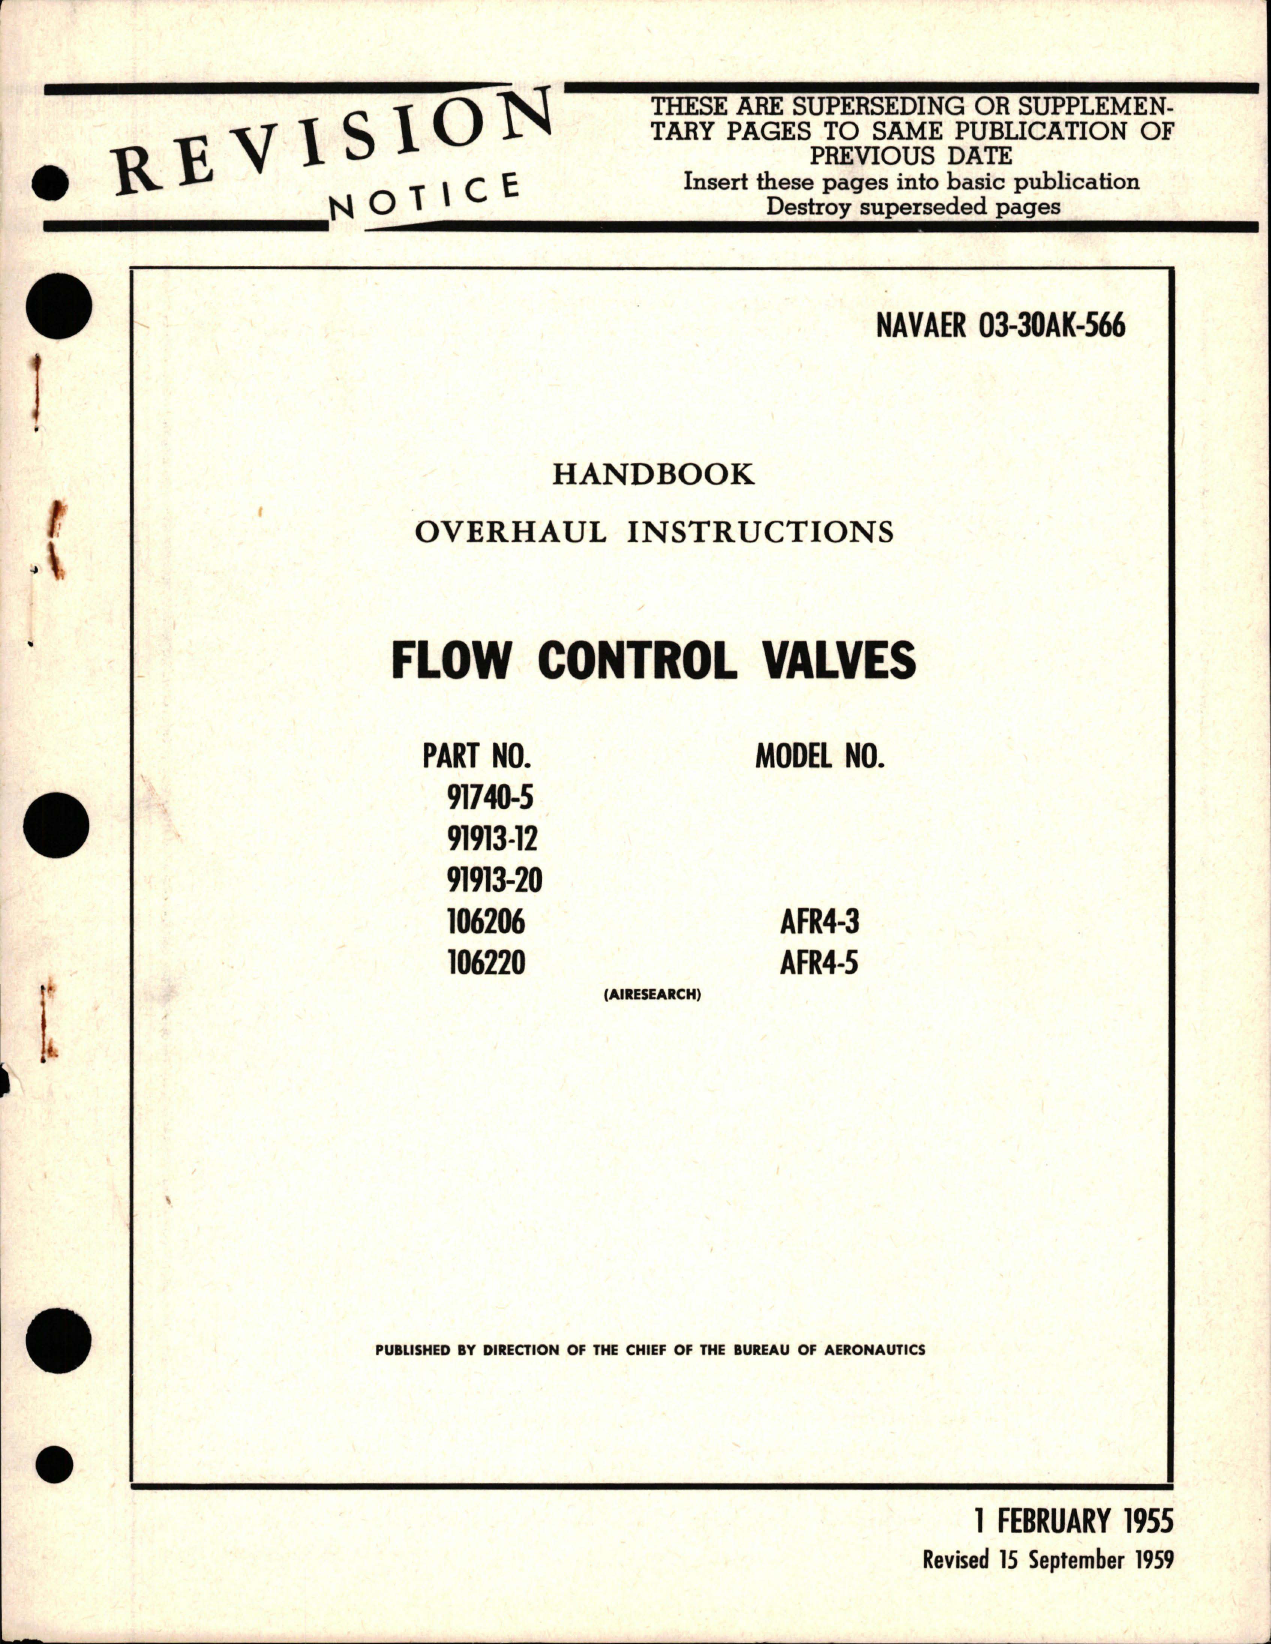 REVISION
NOTICE
THESE ARE SUPERSEDING OR SUPPLEMEN-
TARY PAGES TO SAME PUBLICATION OF
PREVIOUS DATE
Insert these pages into basic publication
Destroy superseded pages
NAVAER 03-30AK-566
HANDBOOK
OVERHAUL INSTRUCTIONS
FLOW CONTROL VALVES
PART NO. MODEL NO.
91740-5
91913-12
91913-20
106206 AFR4-3
106220 AFR4-5
(AIRESEARCH)
PUBLISHED BY DIRECTION OF THE CHIEF OF THE BUREAU OF AERONAUTICS
1 FEBRUARY 1955
Revised 15 September 1959